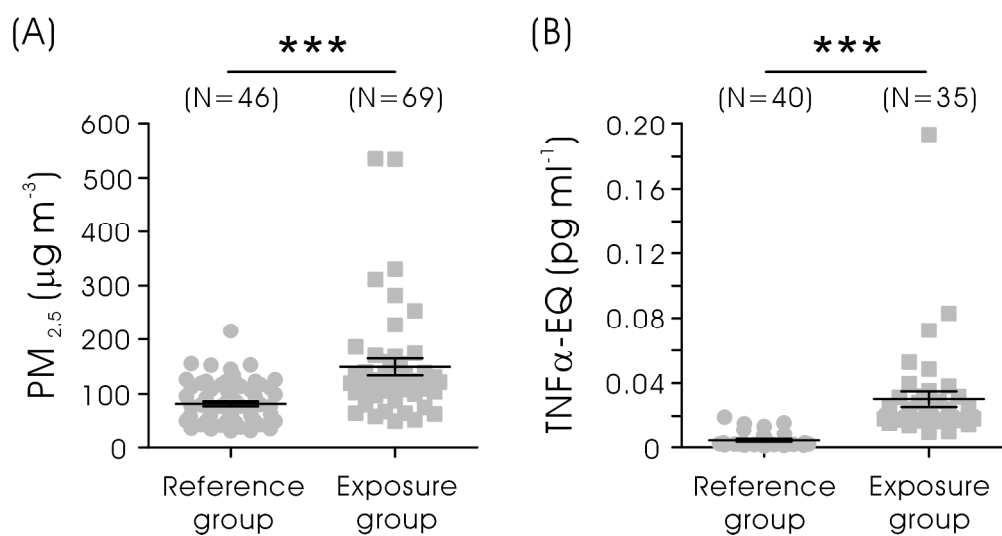 (A)
***
(N=46) (N=69)
600
500
400
300
200
100
0
PM 2.5 (μg m-3)
Reference group
Exposure group
(B)
***
(N=40) (N=35)
0.20
0.16
0.12
0.08
0.04
0
TNFα-EQ (pg ml-1)
Reference group
Exposure group